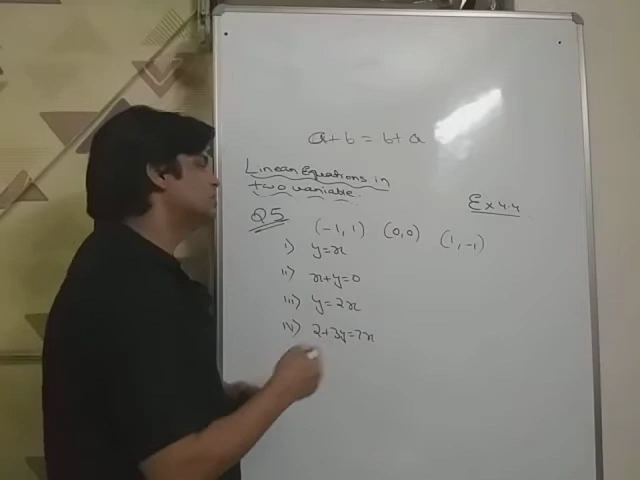 a+b = b+a
Linear Equations in
two variable.
Ex 4.4
Q5
(-1, 1) (0,0) (1,-1)
i) y=x
ii) x+y=0
iii) y=2x
iv) 2+3y=7x